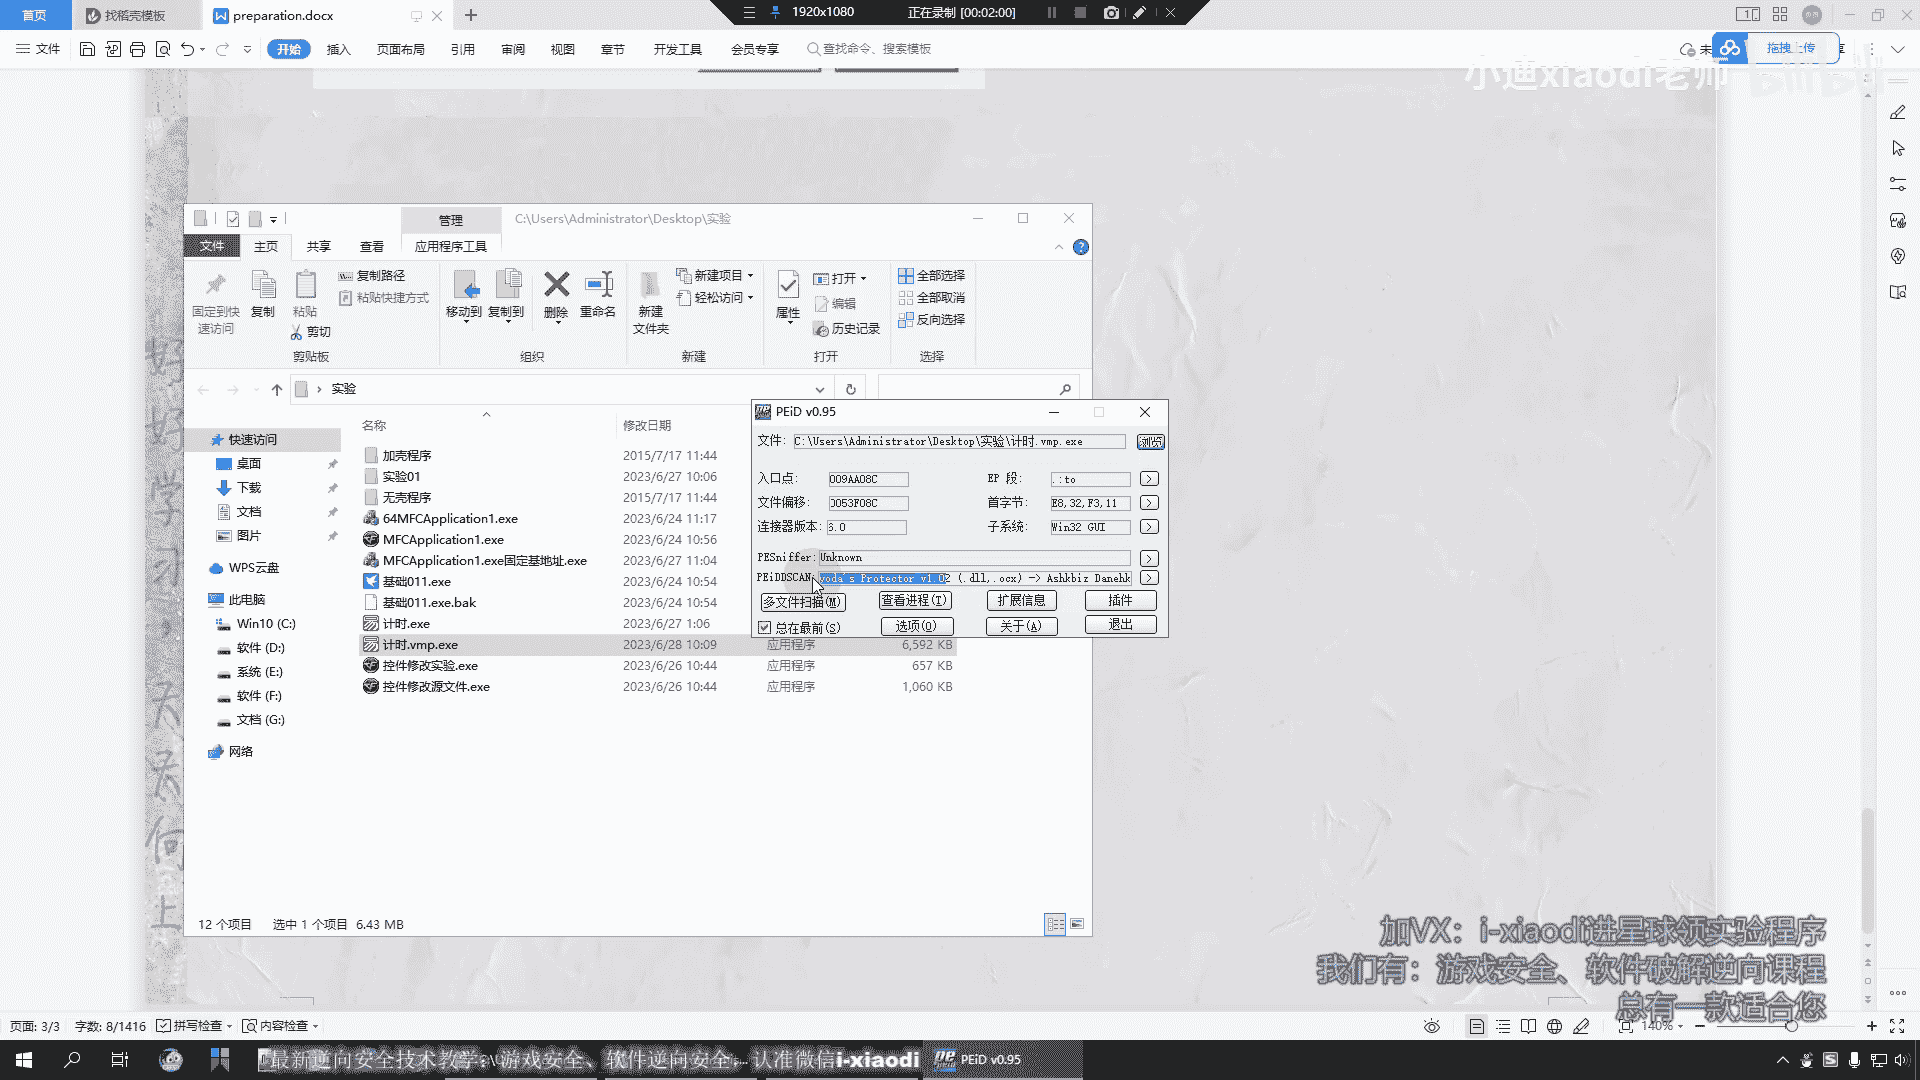 首页
找稻壳模板
preparation.docx
1920x1080
正在录制 [00:02:00]
文件
开始
插入
页面布局
引用
审阅
视图
章节
开发工具
会员专享
查找命令、搜索模板
未
拖拽上传
小迪xiaodi老师
管理
C:\Users\Administrator\Desktop\实验
文件
主页
共享
查看
应用程序工具
固定到快速访问
复制
粘贴
复制路径
粘贴快捷方式
剪切
剪贴板
移动到
复制到
删除
重命名
组织
新建文件夹
新建项目
轻松访问
新建
属性
打开
编辑
历史记录
打开
全部选择
全部取消
反向选择
选择
实验
名称
修改日期
快速访问
桌面
下载
文档
图片
WPS云盘
此电脑
Win10 (C:)
软件 (D:)
系统 (E:)
软件 (F:)
文档 (G:)
网络
加壳程序 2015/7/17 11:44
实验01 2023/6/27 10:06
无壳程序 2015/7/17 11:44
64MFCApplication1.exe 2023/6/24 11:17
MFCApplication1.exe 2023/6/24 10:56
MFCApplication1.exe固定基地址.exe 2023/6/27 11:04
基础011.exe 2023/6/24 10:54
基础011.exe.bak 2023/6/24 10:54
计时.exe 2023/6/27 1:06
计时.vmp.exe 2023/6/28 10:09 应用程序 6,592 KB
控件修改实验.exe 2023/6/26 10:44 应用程序 657 KB
控件修改源文件.exe 2023/6/26 10:44 应用程序 1,060 KB
12 个项目 选中 1 个项目 6.43 MB
PEiD v0.95
文件: C:\Users\Administrator\Desktop\实验\计时.vmp.exe
浏览
入口点: 009AA08C EP 段: .:to >
文件偏移: 0053F08C 首字节: E8,32,F3,11 >
连接器版本: 6.0 子系统: Win32 GUI >
PESniffer: Unknown >
PEiDDSCAN: yoda's Protector v1.02 (.dll,.ocx) -> Ashkbiz Danehk >
多文件扫描(M) 查看进程(T) 扩展信息 插件
总在最前(S) 选项(O) 关于(A) 退出
加VX：i-xiaodi进星球领实验程序
我们有：游戏安全、软件破解逆向课程
总有一款适合您
页面: 3/3 字数: 8/1416 拼写检查 内容检查
140%
最新逆向安全技术教学：游戏安全、软件逆向安全... 认准微信i-xiaodi
PEiD v0.95